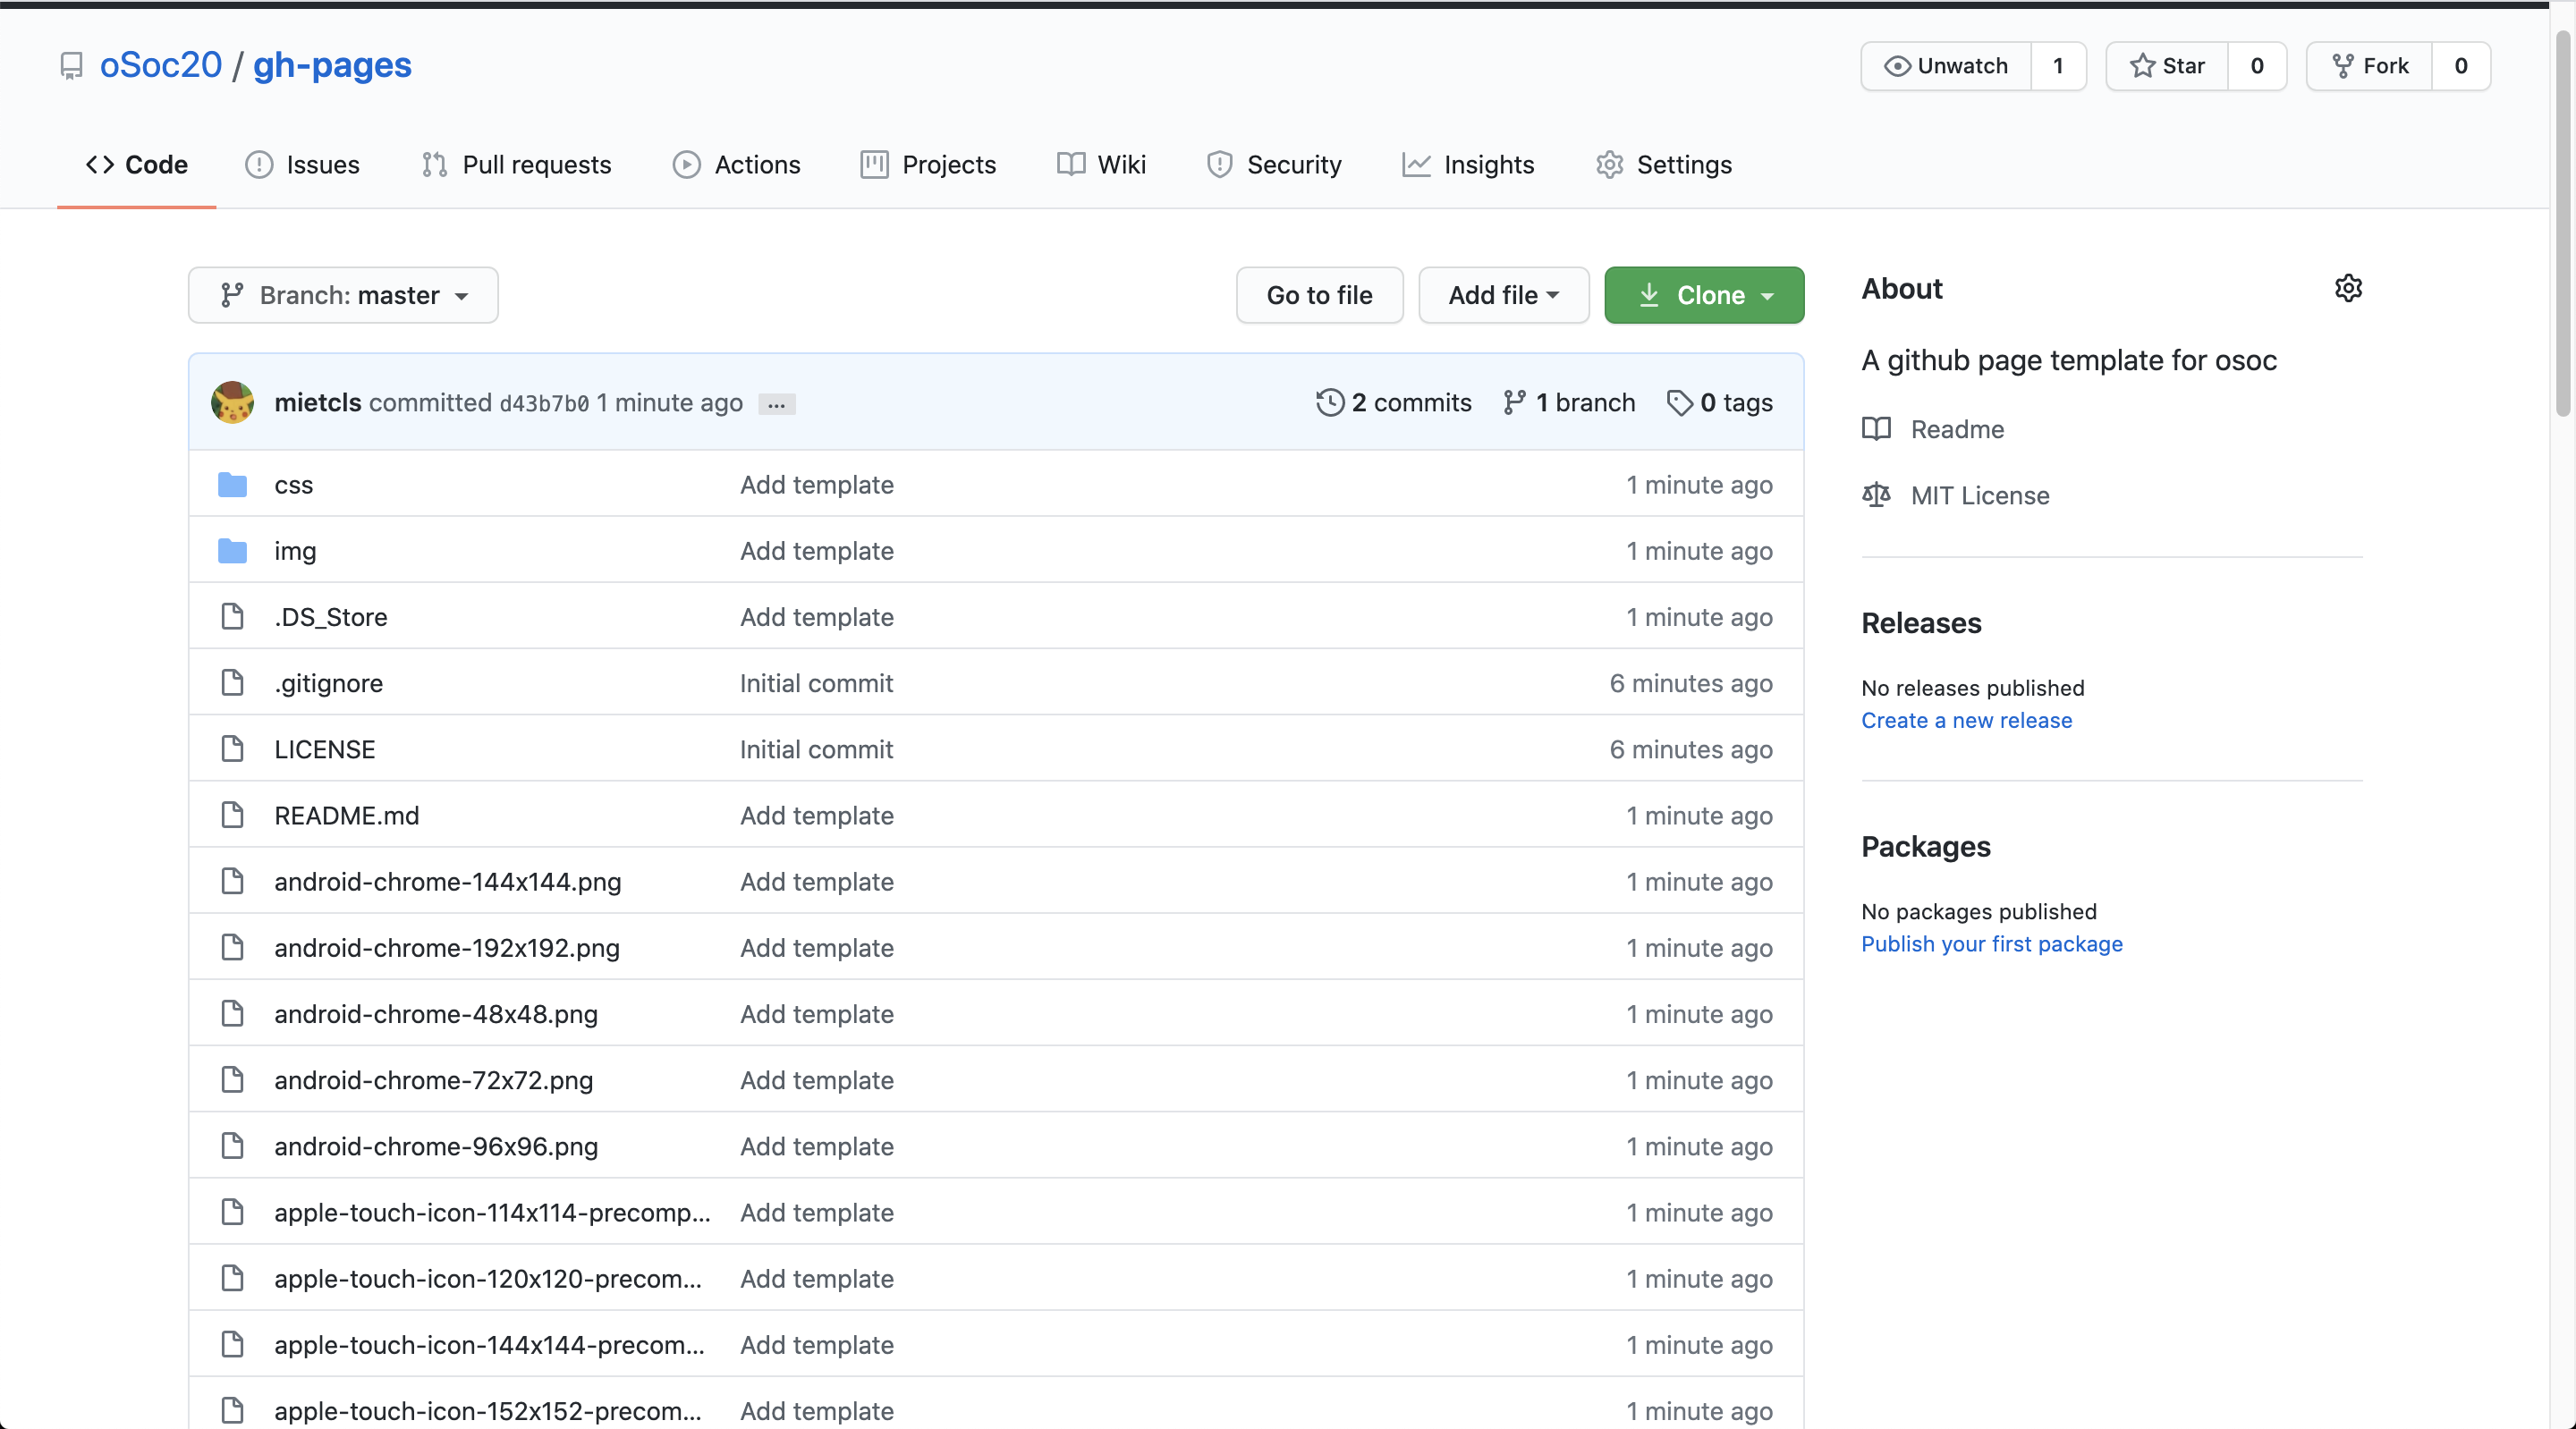 oSoc20 / gh-pages
Unwatch 1 Star 0 Fork 0
Code Issues Pull requests Actions Projects Wiki Security Insights Settings
Branch: master Go to file Add file Clone
mietcls committed d43b7b0 1 minute ago ... 2 commits 1 branch 0 tags
css Add template 1 minute ago
img Add template 1 minute ago
.DS_Store Add template 1 minute ago
.gitignore Initial commit 6 minutes ago
LICENSE Initial commit 6 minutes ago
README.md Add template 1 minute ago
android-chrome-144x144.png Add template 1 minute ago
android-chrome-192x192.png Add template 1 minute ago
android-chrome-48x48.png Add template 1 minute ago
android-chrome-72x72.png Add template 1 minute ago
android-chrome-96x96.png Add template 1 minute ago
apple-touch-icon-114x114-precomp... Add template 1 minute ago
apple-touch-icon-120x120-precom... Add template 1 minute ago
apple-touch-icon-144x144-precom... Add template 1 minute ago
apple-touch-icon-152x152-precom... Add template 1 minute ago
About
A github page template for osoc
Readme
MIT License
Releases
No releases published
Create a new release
Packages
No packages published
Publish your first package